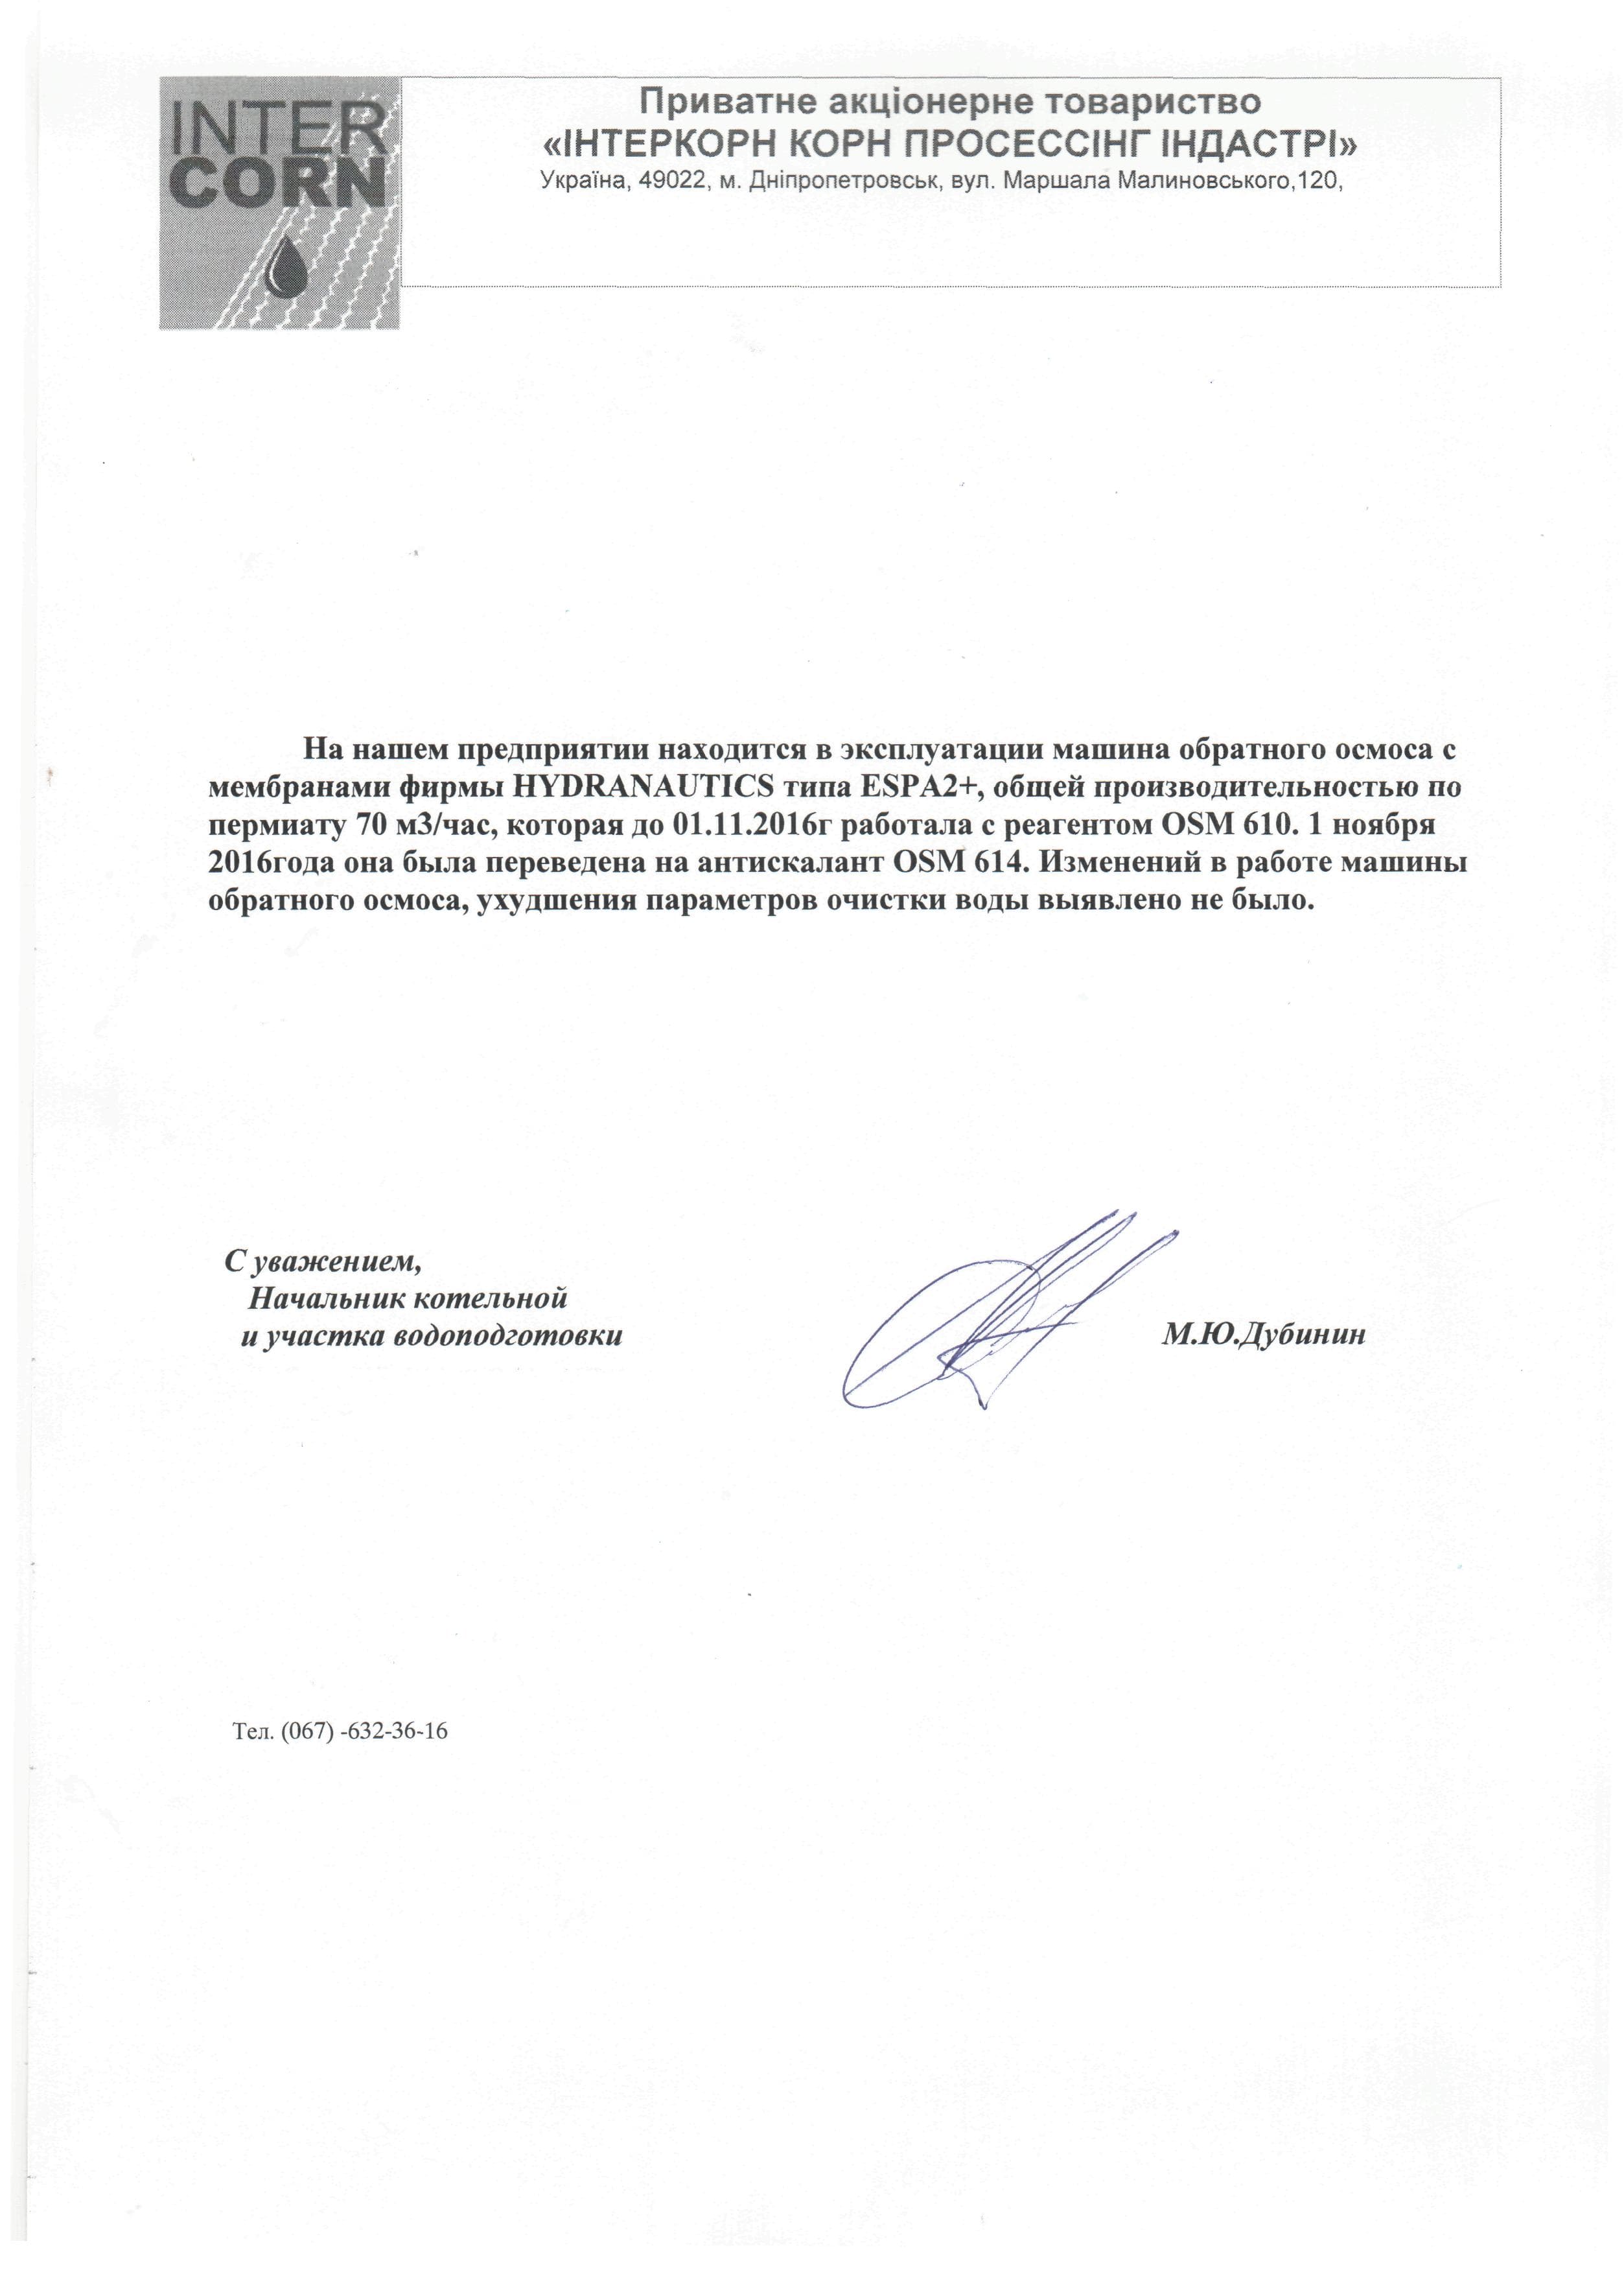 INTER
CORN
Приватне акціонерне товариство
«ІНТЕРКОРН КОРН ПРОСЕССІНГ ІНДАСТРІ»
Україна, 49022, м. Дніпропетровськ, вул. Маршала Малиновського,120,
На нашем предприятии находится в эксплуатации машина обратного осмоса с
мембранами фирмы HYDRANAUTICS типа ESPA2+, общей производительностью по
пермиату 70 м3/час, которая до 01.11.2016г работала с реагентом OSM 610. 1 ноября
2016года она была переведена на антискалант OSM 614. Изменений в работе машины
обратного осмоса, ухудшения параметров очистки воды выявлено не было.
С уважением,
Начальник котельной
и участка водоподготовки
М.Ю.Дубинин
Тел. (067) -632-36-16